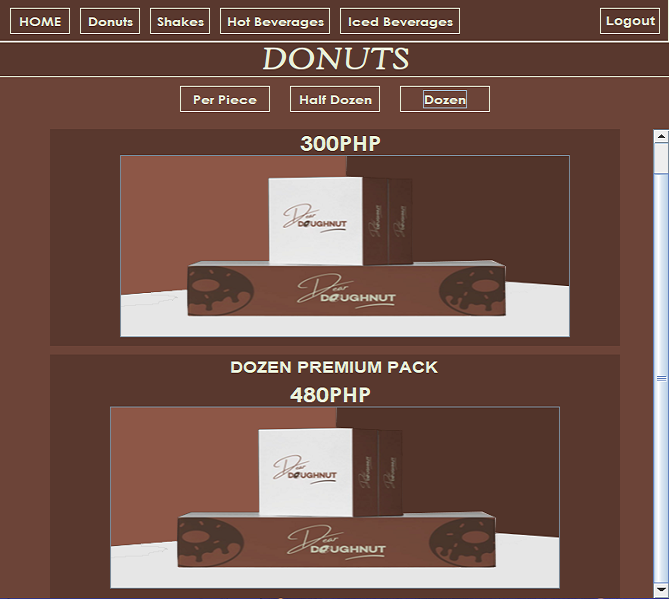 HOME Donuts Shakes Hot Beverages Iced Beverages Logout
DONUTS
Per Piece Half Dozen Dozen
300PHP
Dear
DOUGHNUT
Dear
DOUGHNUT
DOZEN PREMIUM PACK
480PHP
Dear
DOUGHNUT
Dear
DOUGHNUT